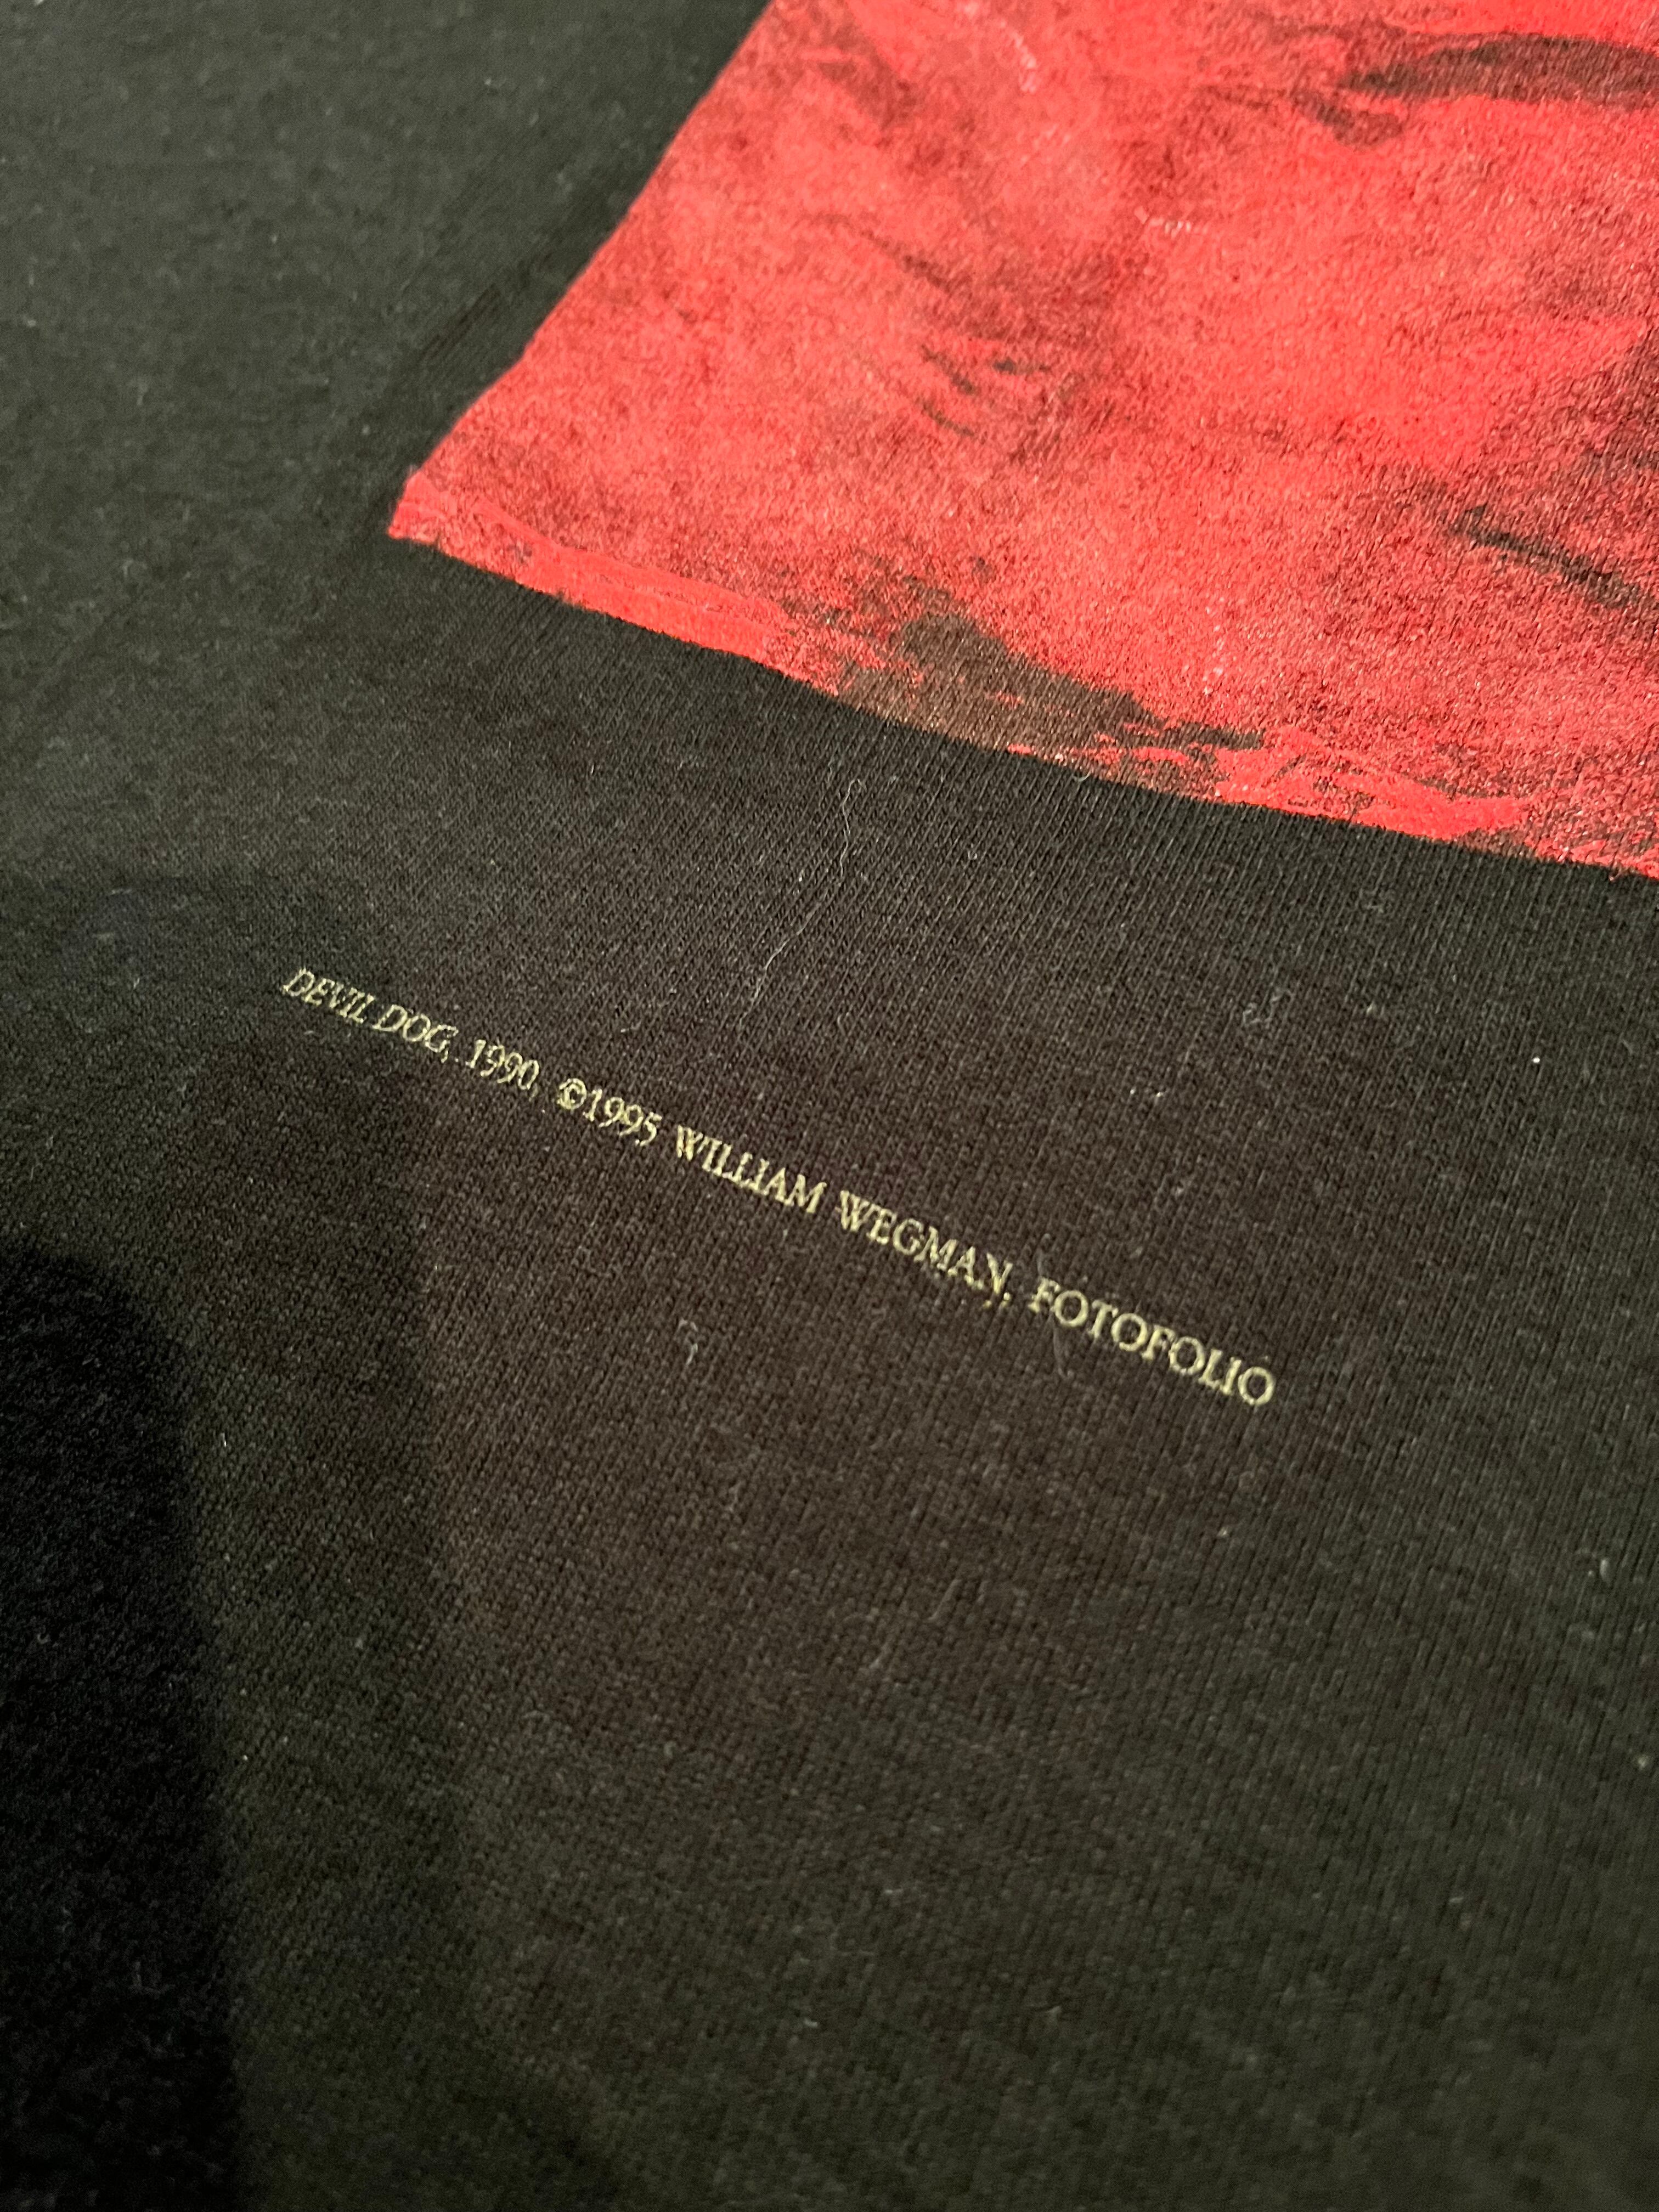 DEVIL DOG, 1990, ©1995 WILLIAM WEGMAN, FOTOFOLIO